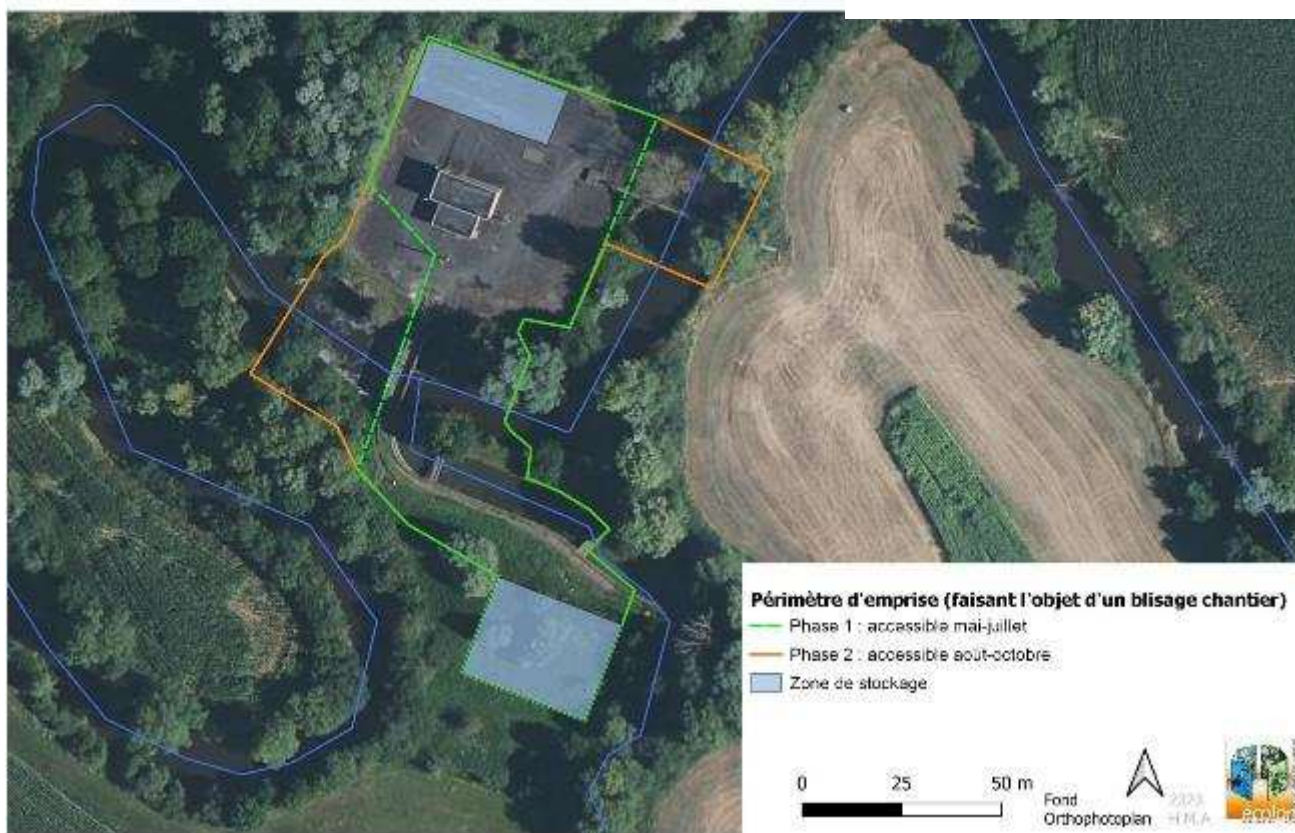 Périmètre d'emprise (faisant l'objet d'un blisage chantier)
Phase 1 : accessible mai-juillet
Phase 2 : accessible aout-octobre
Zone de stockage
0 25 50 m
Fond 2023
Orthophotoplan H.M.A